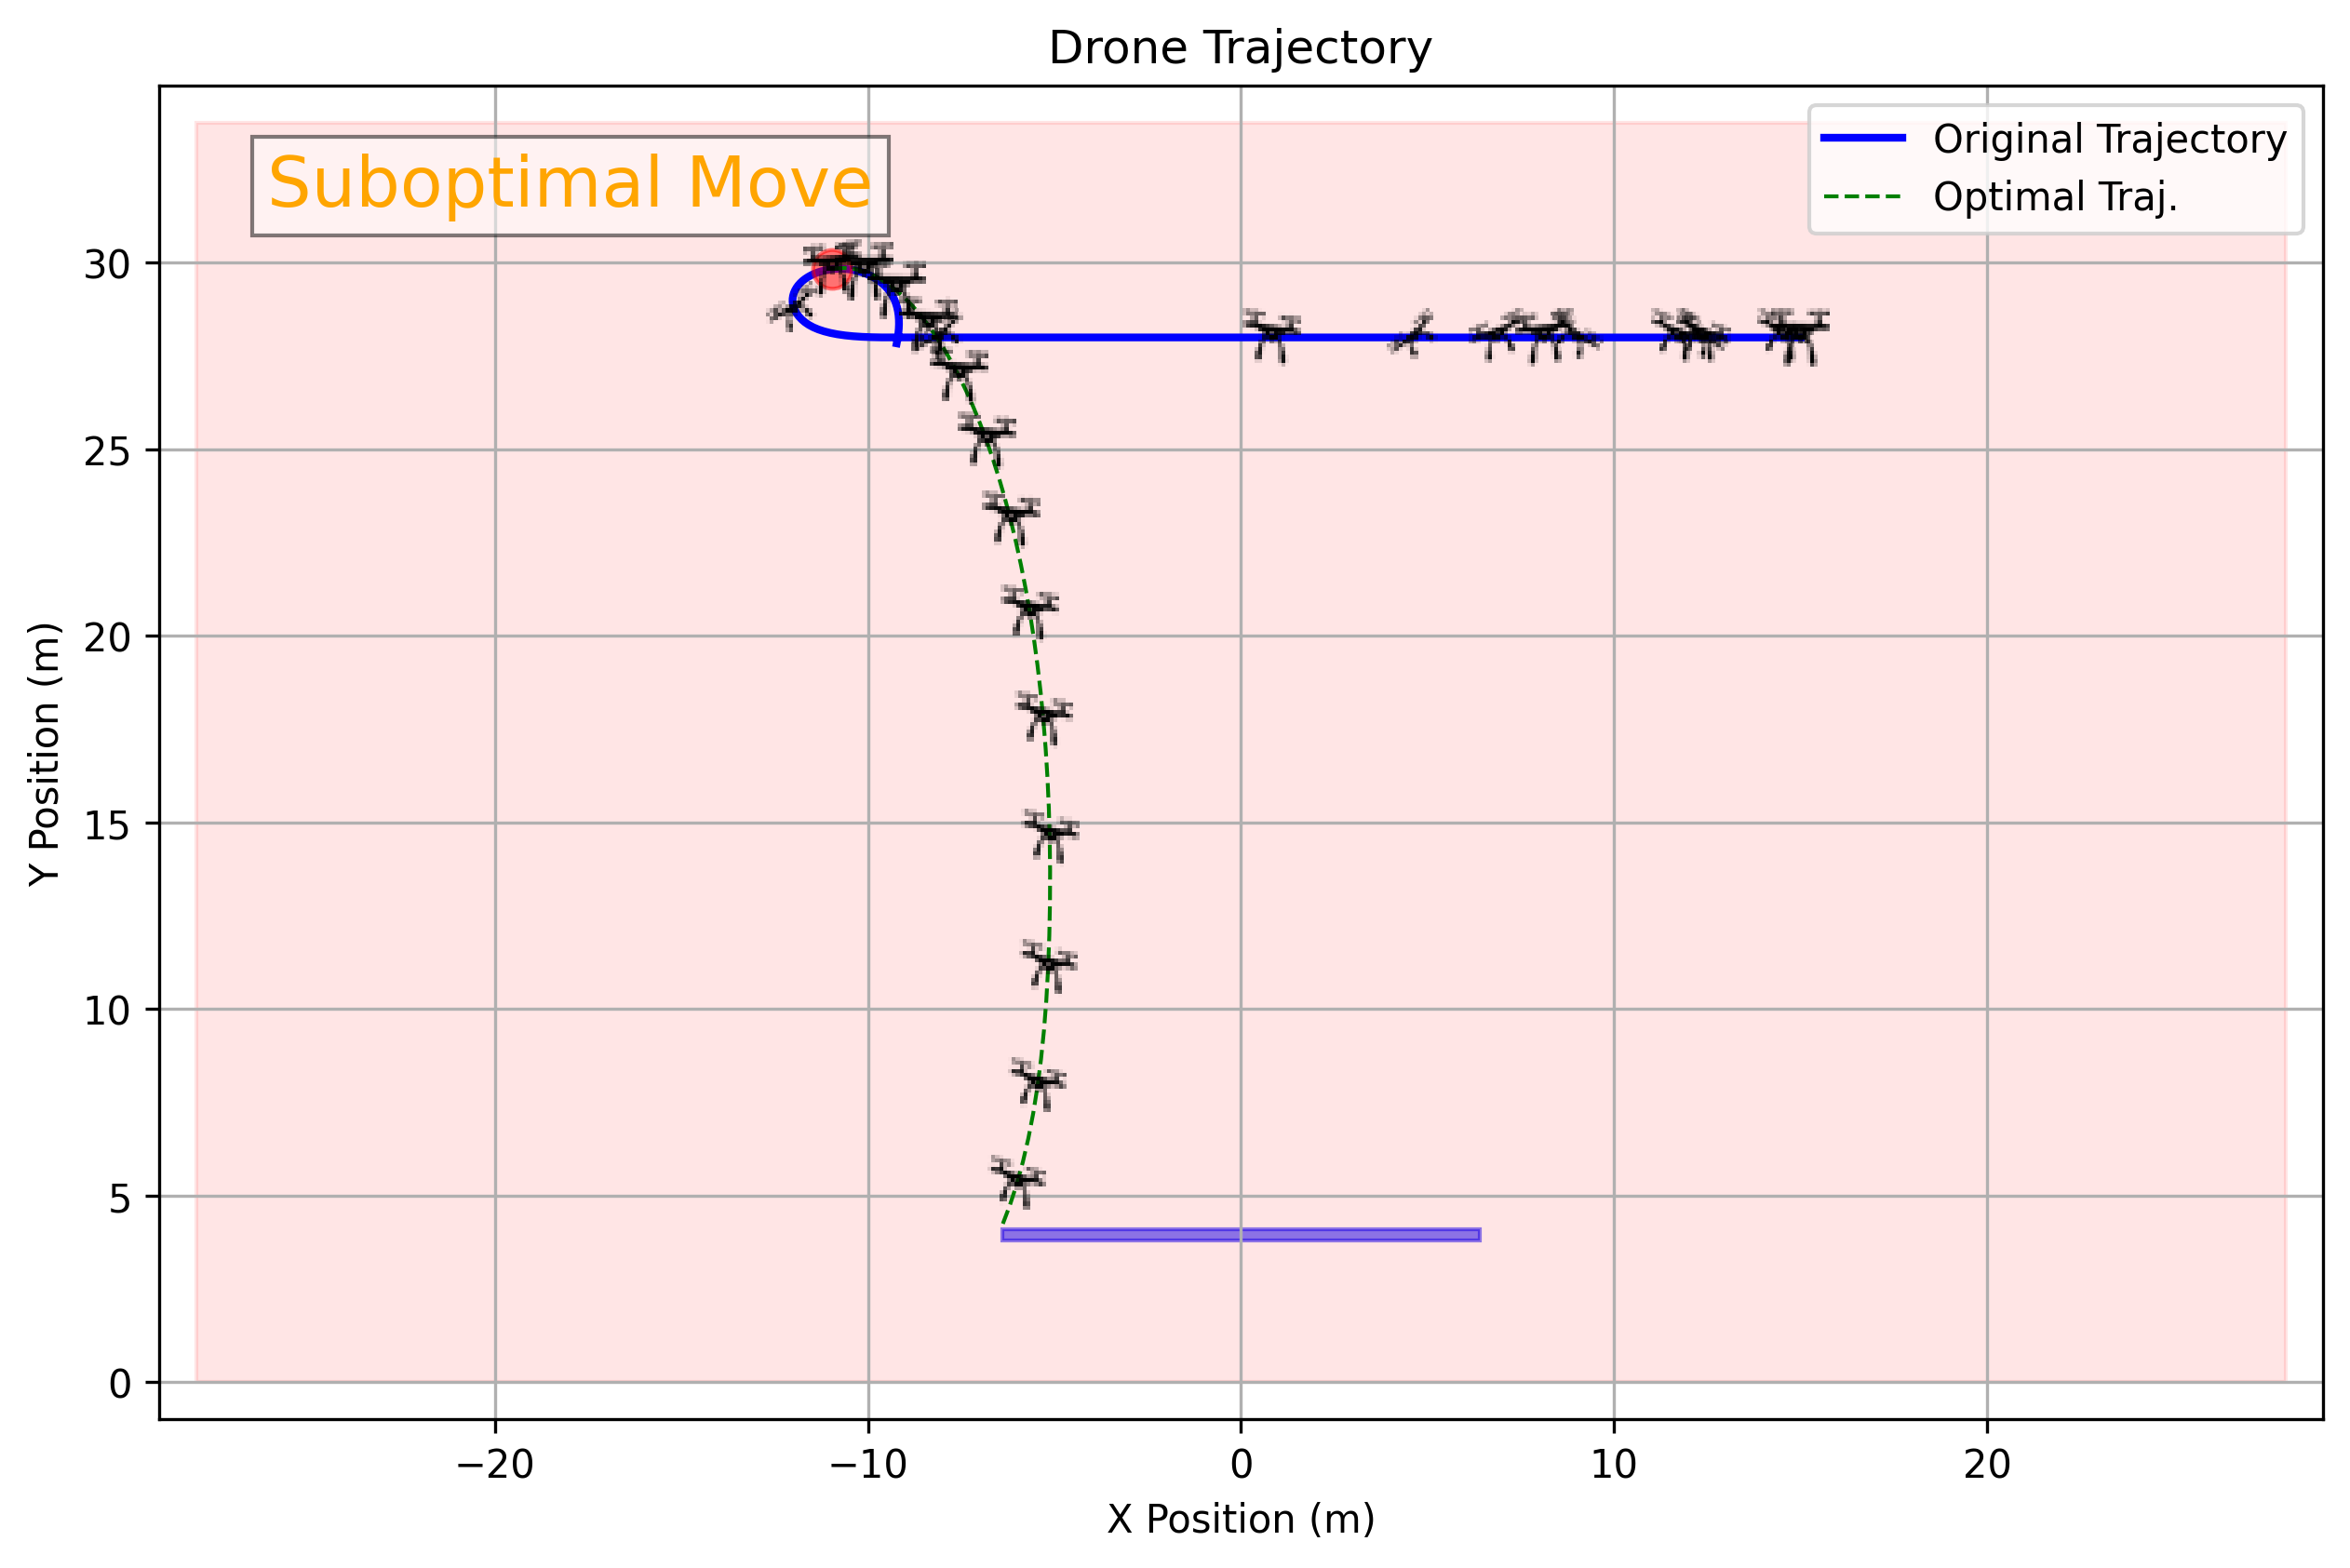 Drone Trajectory
Suboptimal Move
Original Trajectory
Optimal Traj.
Y Position (m)
30
25
20
15
10
5
0
−20
−10
0
10
20
X Position (m)